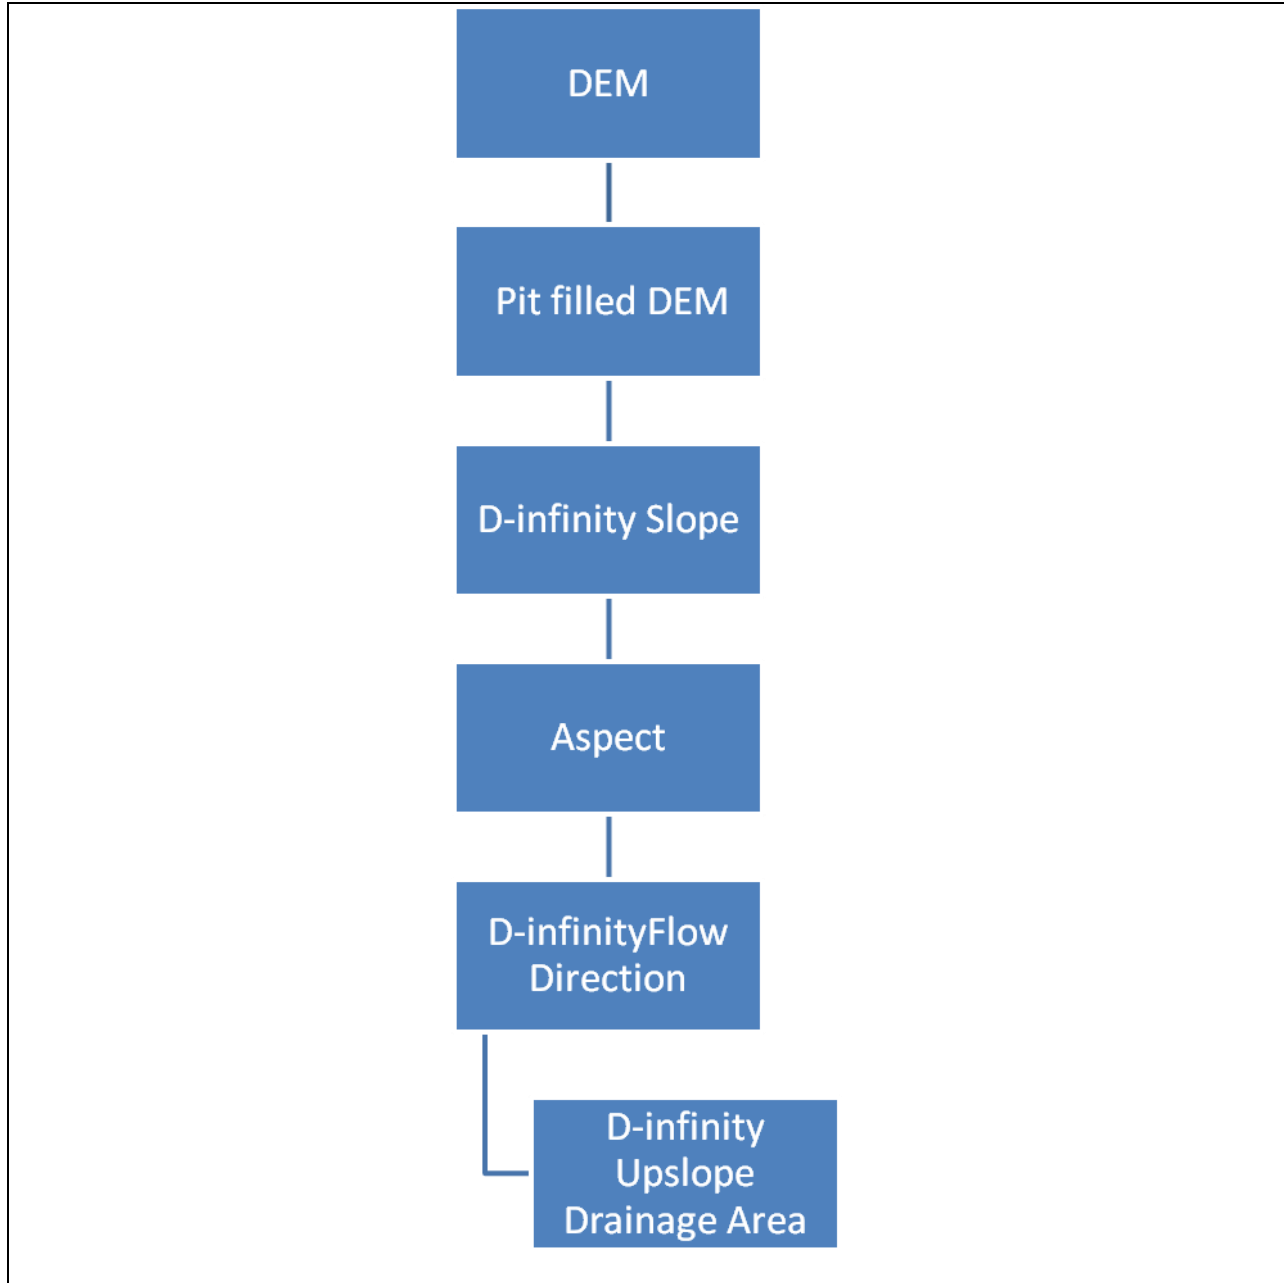 DEM
Pit filled DEM
D-infinity Slope
Aspect
D-infinityFlow
Direction
D-infinity
Upslope
Drainage Area